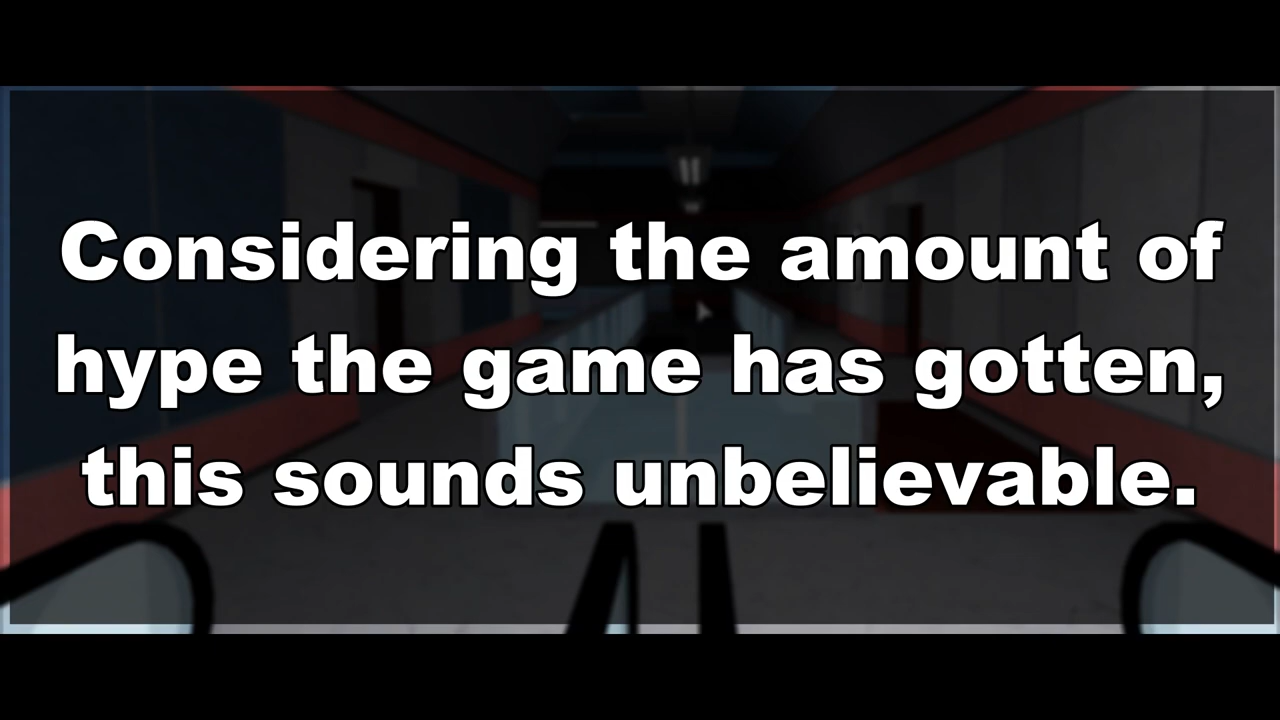 Considering the amount of
hype the game has gotten,
this sounds unbelievable.